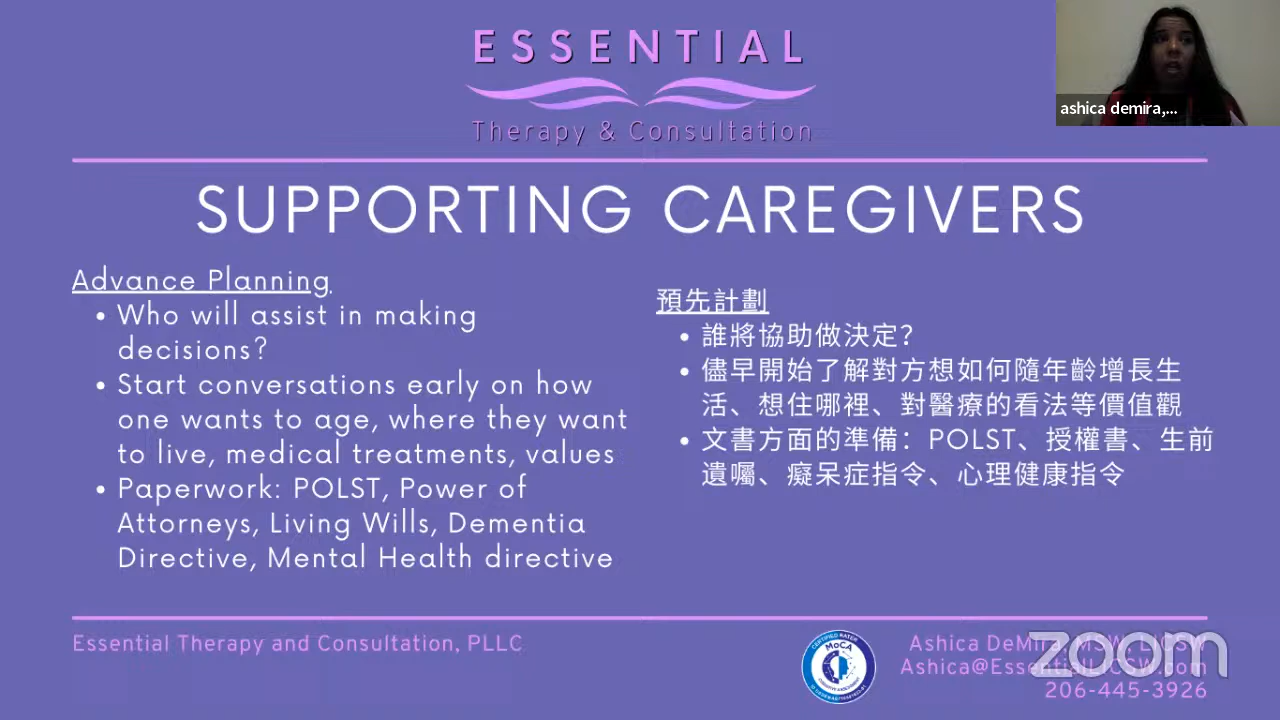 ESSENTIAL
Therapy & Consultation
ashica demira,...
SUPPORTING CAREGIVERS
Advance Planning
• Who will assist in making
decisions?
• Start conversations early on how
one wants to age, where they want
to live, medical treatments, values
• Paperwork: POLST, Power of
Attorneys, Living Wills, Dementia
Directive, Mental Health directive
預先計劃
• 誰將協助做決定?
• 儘早開始了解對方想如何隨年齡增長生
活、想住哪裡、對醫療的看法等價值觀
• 文書方面的準備：POLST、授權書、生前
遺囑、癡呆症指令、心理健康指令
Essential Therapy and Consultation, PLLC
CERTIFIED RATER
MoCA
Ashica DeMira, MSW, LICSW
Ashica@EssentialLICSW.com
206-445-3926
zoom